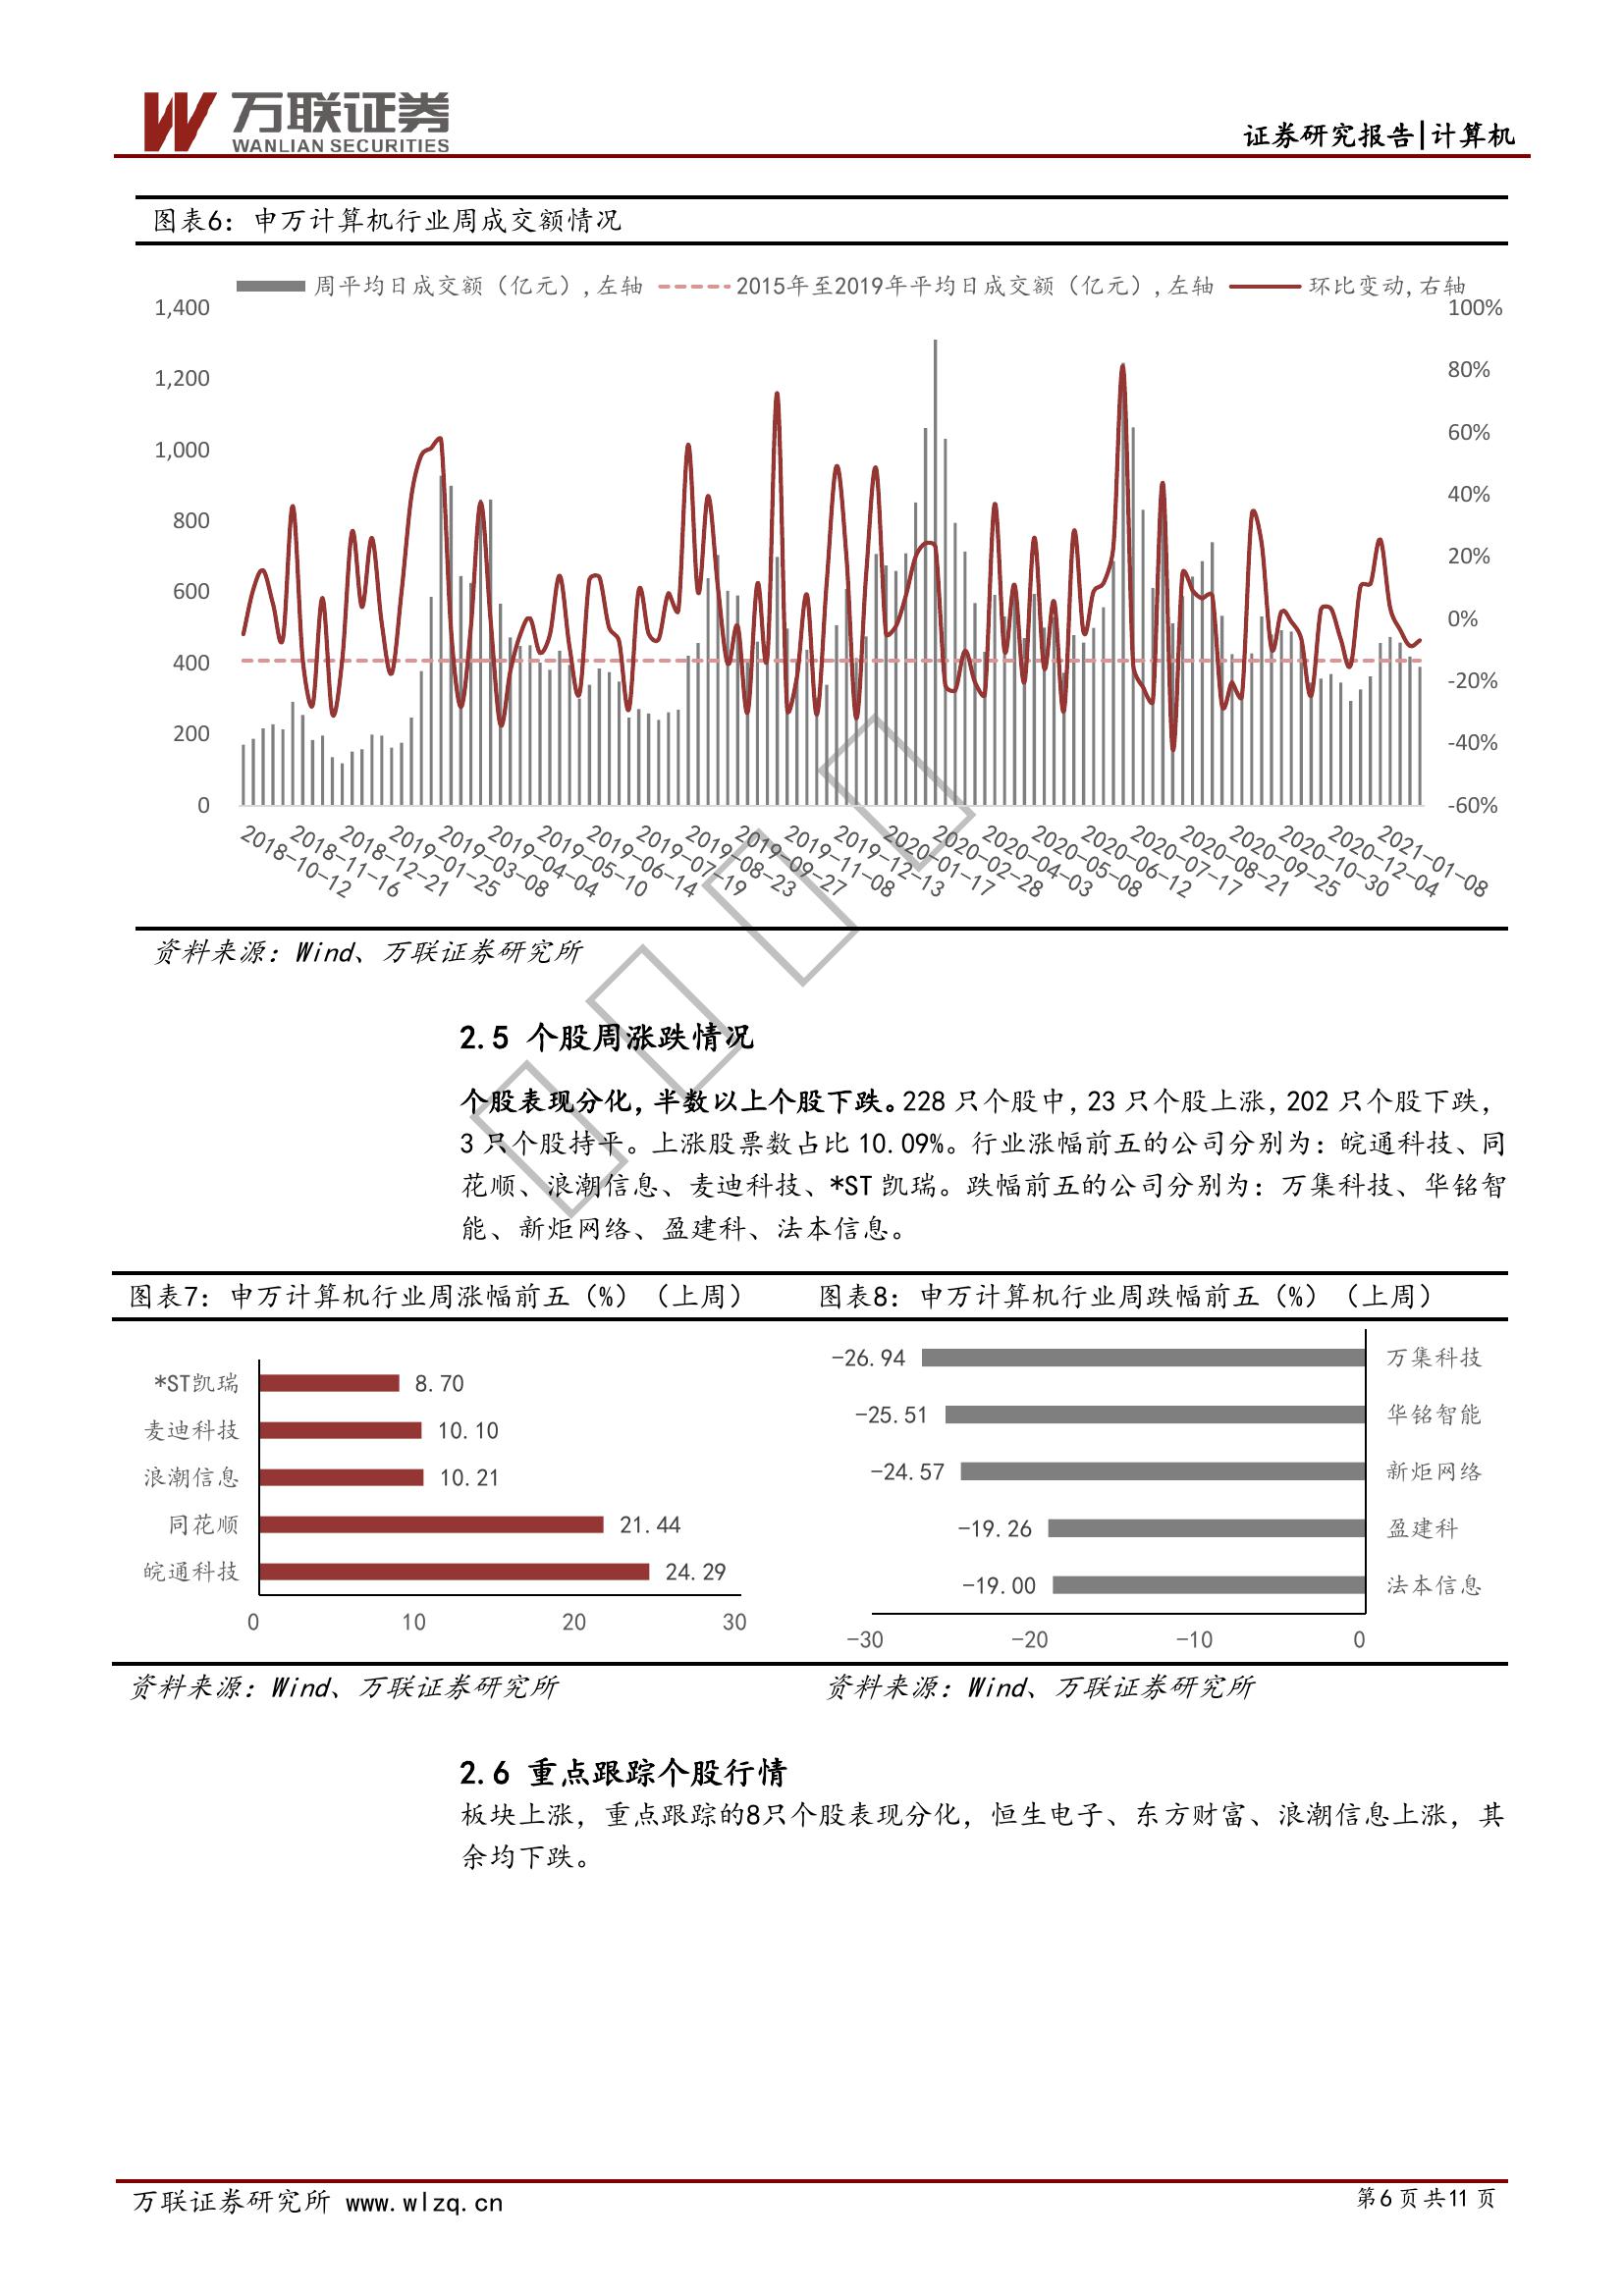 万联证券
WANLIAN SECURITIES
证券研究报告|计算机
图表6：申万计算机行业周成交额情况
周平均日成交额（亿元）,左轴 2015年至2019年平均日成交额（亿元）,左轴 环比变动,右轴
1,400 100%
1,200 80%
1,000 60%
800 40%
600 20%
400 0%
200 -20%
0 -40%
-60%
2018-10-12 2018-11-16 2018-12-21 2019-01-25 2019-03-08 2019-04-04 2019-05-10 2019-06-14 2019-07-19 2019-08-23 2019-09-27 2019-11-08 2019-12-13 2020-01-17 2020-02-28 2020-04-03 2020-05-08 2020-06-12 2020-07-17 2020-08-21 2020-09-25 2020-10-30 2020-12-04 2021-01-08
资料来源：Wind、万联证券研究所
2.5 个股周涨跌情况
个股表现分化，半数以上个股下跌。228 只个股中，23 只个股上涨，202 只个股下跌，
3 只个股持平。上涨股票数占比 10.09%。行业涨幅前五的公司分别为：皖通科技、同
花顺、浪潮信息、麦迪科技、*ST 凯瑞。跌幅前五的公司分别为：万集科技、华铭智
能、新炬网络、盈建科、法本信息。
图表7：申万计算机行业周涨幅前五（%）（上周）
*ST凯瑞 8.70
麦迪科技 10.10
浪潮信息 10.21
同花顺 21.44
皖通科技 24.29
0 10 20 30
资料来源：Wind、万联证券研究所
图表8：申万计算机行业周跌幅前五（%）（上周）
-26.94 万集科技
-25.51 华铭智能
-24.57 新炬网络
-19.26 盈建科
-19.00 法本信息
-30 -20 -10 0
资料来源：Wind、万联证券研究所
2.6 重点跟踪个股行情
板块上涨，重点跟踪的8只个股表现分化，恒生电子、东方财富、浪潮信息上涨，其
余均下跌。
万联证券研究所 www.wlzq.cn
第6页共11页